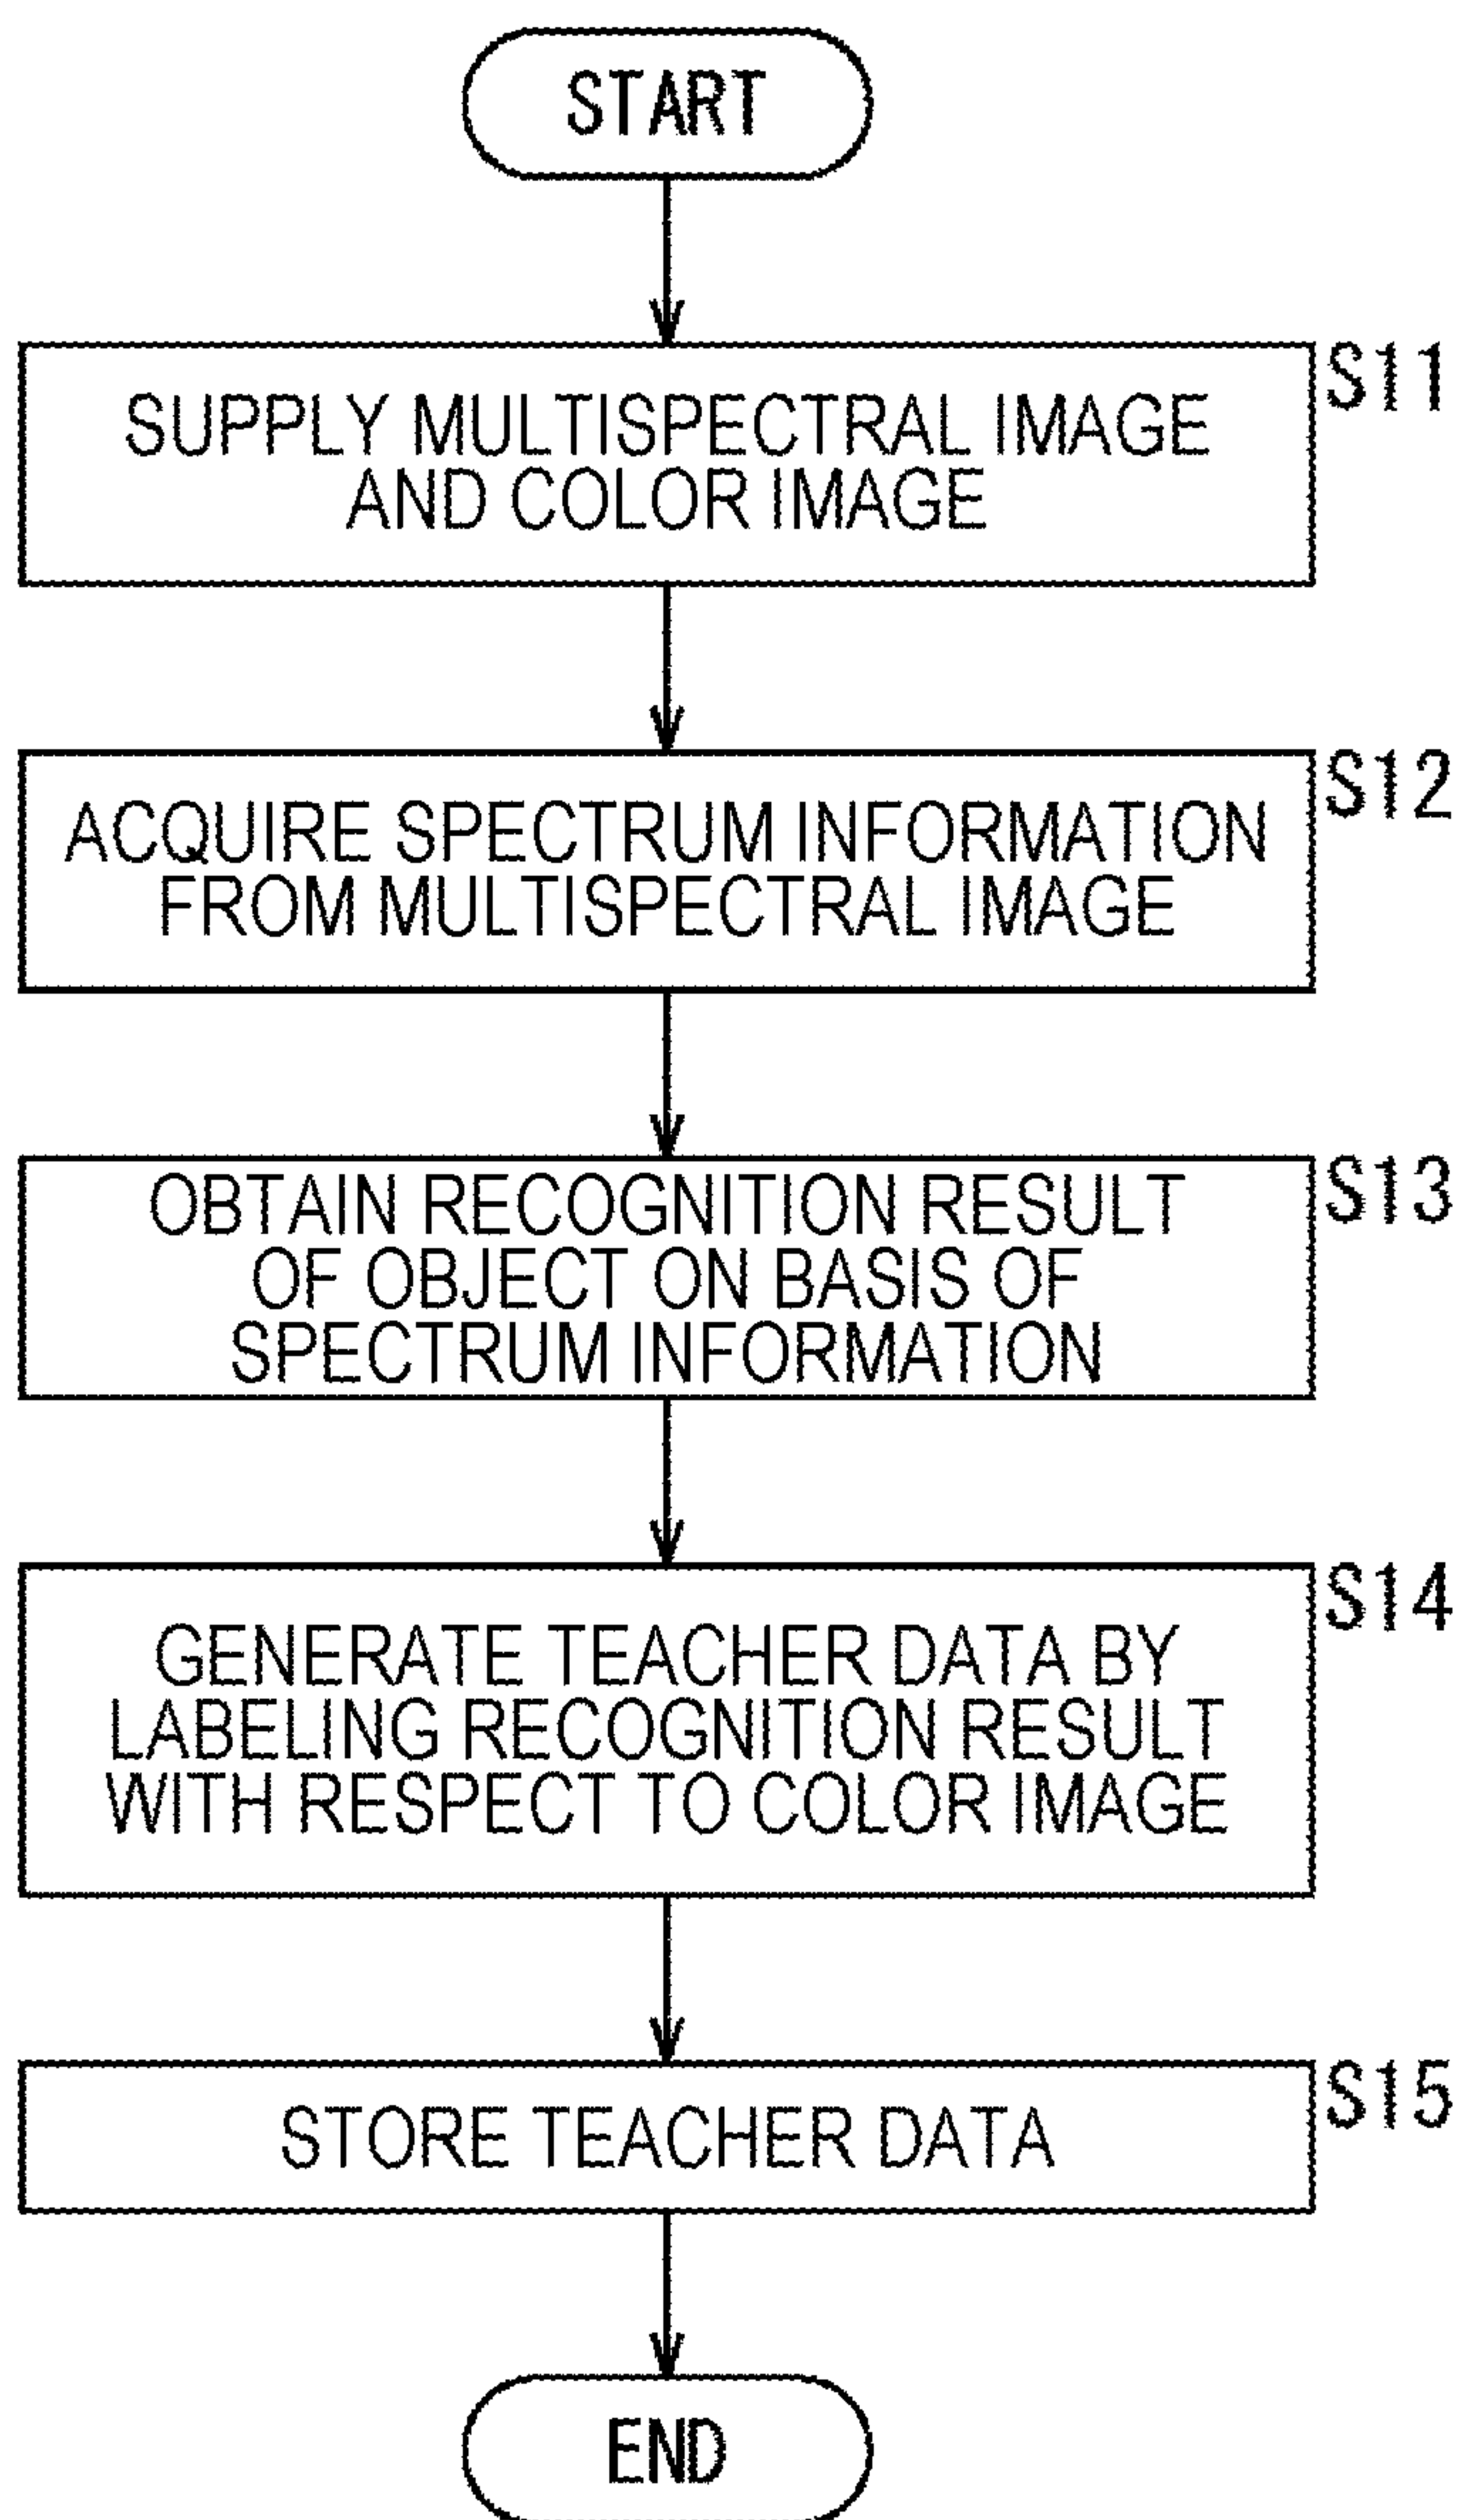 START
S11
SUPPLY MULTISPECTRAL IMAGE
AND COLOR IMAGE
S12
ACQUIRE SPECTRUM INFORMATION
FROM MULTISPECTRAL IMAGE
S13
OBTAIN RECOGNITION RESULT
OF OBJECT ON BASIS OF
SPECTRUM INFORMATION
S14
GENERATE TEACHER DATA BY
LABELING RECOGNITION RESULT
WITH RESPECT TO COLOR IMAGE
S15
STORE TEACHER DATA
END